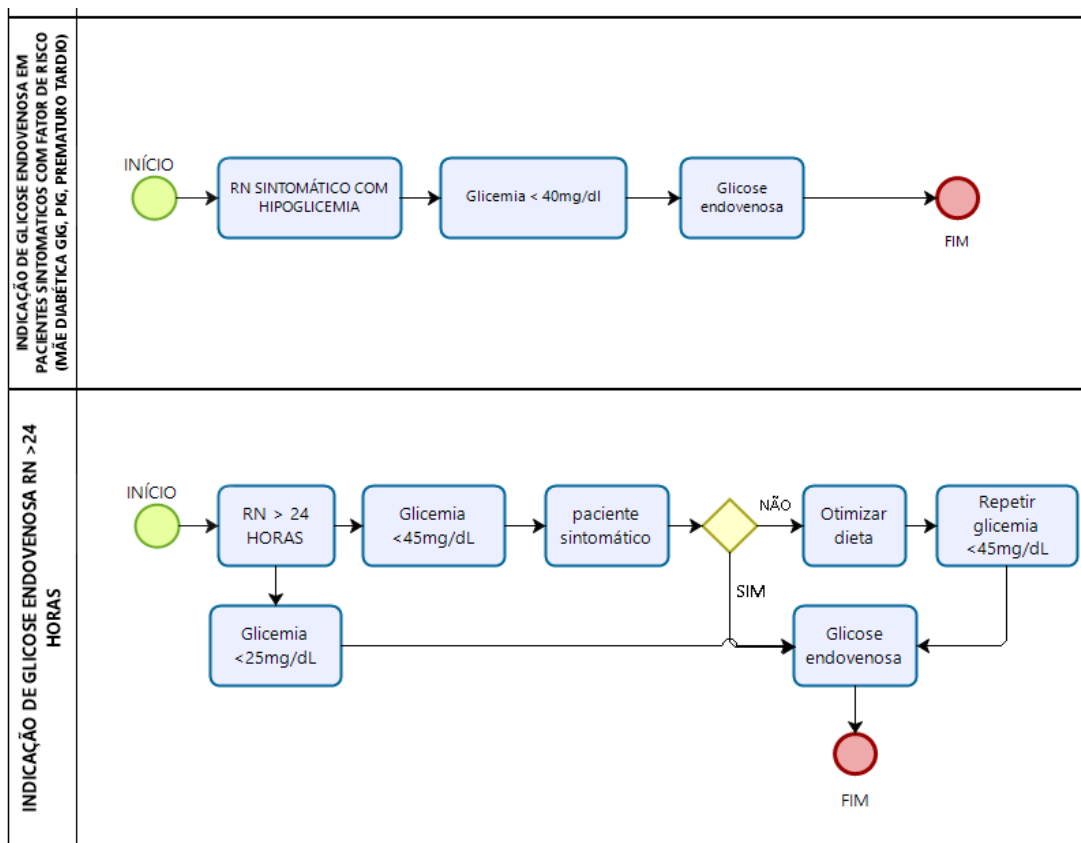 INDICAÇÃO DE GLICOSE ENDOVENOSA EM
PACIENTES SINTOMATICOS COM FATOR DE RISCO
(MÃE DIABÉTICA GIG, PIG, PREMATURO TARDIO)
INÍCIO
RN SINTOMÁTICO COM
HIPOGLICEMIA
Glicemia < 40mg/dl
Glicose
endovenosa
FIM
INDICAÇÃO DE GLICOSE ENDOVENOSA RN >24
HORAS
INÍCIO
RN > 24
HORAS
Glicemia
<45mg/dL
paciente
sintomático
NÃO
Otimizar
dieta
Repetir
glicemia
<45mg/dL
SIM
Glicemia
<25mg/dL
Glicose
endovenosa
FIM